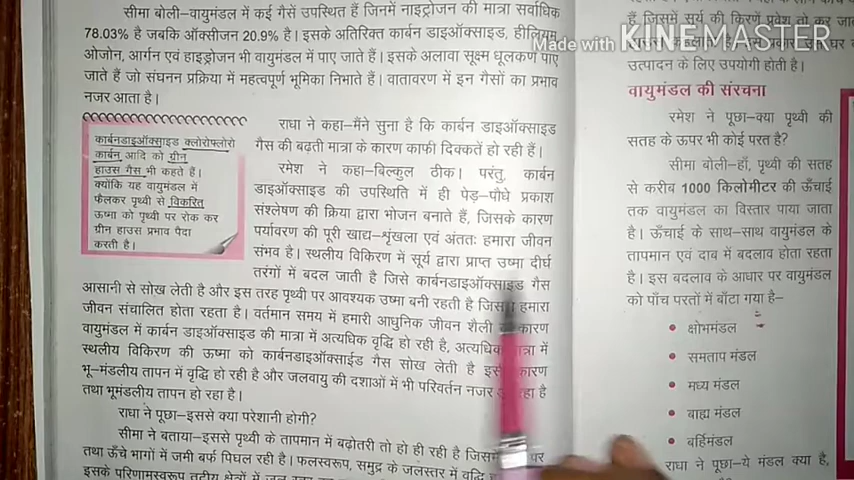 सीमा बोली-वायुमंडल में कई गैसें उपस्थित हैं जिनमें नाइट्रोजन की मात्रा सर्वाधिक
78.03% है जबकि ऑक्सीजन 20.9% है। इसके अतिरिक्त कार्बन डाइऑक्साइड, हीलियम,
ओजोन, आर्गन एवं हाइड्रोजन भी वायुमंडल में पाए जाते हैं। इसके अलावा सूक्ष्म धूलकण पाए
जाते हैं जो संघनन प्रक्रिया में महत्वपूर्ण भूमिका निभाते हैं। वातावरण में इन गैसों का प्रभाव
नजर आता है।
कार्बनडाइऑक्साइड क्लोरोफ्लोरो
कार्बन आदि को ग्रीन
हाउस गैस भी कहते हैं।
क्योंकि यह वायुमंडल में
फैलकर पृथ्वी से विकरित
ऊष्मा को पृथ्वी पर रोक कर
ग्रीन हाउस प्रभाव पैदा
करती है।
राधा ने कहा-मैंने सुना है कि कार्बन डाइऑक्साइड
गैस की बढ़ती मात्रा के कारण काफी दिक्कतें हो रही हैं।
रमेश ने कहा-बिल्कुल ठीक। परंतु, कार्बन
डाइऑक्साइड की उपस्थिति में ही पेड़-पौधे प्रकाश
संश्लेषण की क्रिया द्वारा भोजन बनाते हैं, जिसके कारण
पर्यावरण की पूरी खाद्य-शृंखला एवं अंततः हमारा जीवन
संभव है। स्थलीय विकिरण में सूर्य द्वारा प्राप्त उष्मा दीर्घ
तरंगों में बदल जाती है जिसे कार्बनडाइऑक्साइड गैस
आसानी से सोख लेती है और इस तरह पृथ्वी पर आवश्यक उष्मा बनी रहती है हमारा
जीवन संचालित होता रहता है। वर्तमान समय में हमारी आधुनिक जीवन शैली कारण
वायुमंडल में कार्बन डाइऑक्साइड की मात्रा में अत्यधिक वृद्धि हो रही है, अत्यधिक मात्रा में
स्थलीय विकिरण की ऊष्मा को कार्बनडाइऑक्साईड गैस सोख लेती है कारण
भू-मंडलीय तापन में वृद्धि हो रही है और जलवायु की दशाओं में भी परिवर्तन नजर रहा है
तथा भूमंडलीय तापन हो रहा है।
राधा ने पूछा-इससे क्या परेशानी होगी?
सीमा ने बताया-इससे पृथ्वी के तापमान में बढ़ोतरी तो हो ही रही है पर
तथा ऊँचे भागों में जमी बर्फ पिघल रही है। फलस्वरूप, समुद्र के जलस्तर में वृद्धि
इसके परिणामस्वरूप तटीय क्षेत्रों में जल
Made with KINEMASTER
हैं, जिसमें सूर्य की किरणें प्रवेश तो कर
उत्पादन के लिए उपयोगी होती है।
वायुमंडल की संरचना
रमेश ने पूछा-क्या पृथ्वी की
सतह के ऊपर भी कोई परत है?
सीमा बोली-हाँ, पृथ्वी की सतह
से करीब 1000 किलोमीटर की ऊँचाई
तक वायुमंडल का विस्तार पाया जाता
है। ऊँचाई के साथ-साथ वायुमंडल के
तापमान एवं दाब में बदलाव होता रहता
है। इस बदलाव के आधार पर वायुमंडल
को पाँच परतों में बाँटा गया है-
• क्षोभमंडल
• समताप मंडल
• मध्य मंडल
• बाह्य मंडल
• बर्हिमंडल
राधा ने पूछा-ये मंडल क्या है,